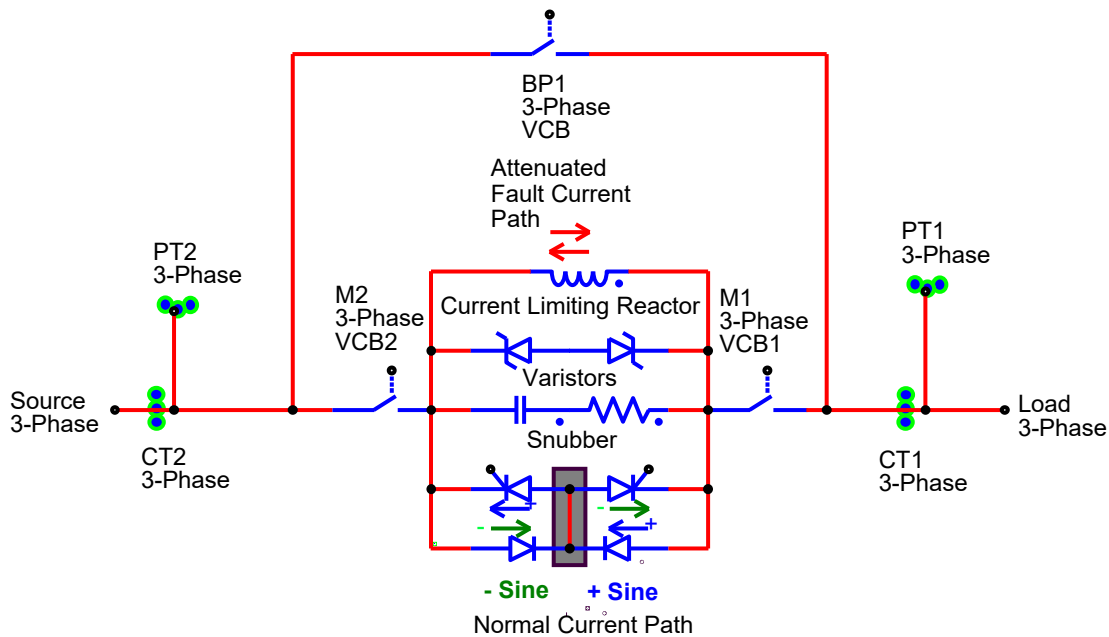 BP1
3-Phase
VCB
Attenuated
Fault Current
Path
PT2
3-Phase
PT1
3-Phase
M2
3-Phase
VCB2
Current Limiting Reactor
M1
3-Phase
VCB1
Varistors
Source
3-Phase
Load
3-Phase
Snubber
CT2
3-Phase
CT1
3-Phase
+
-
-
+
- Sine
+ Sine
Normal Current Path